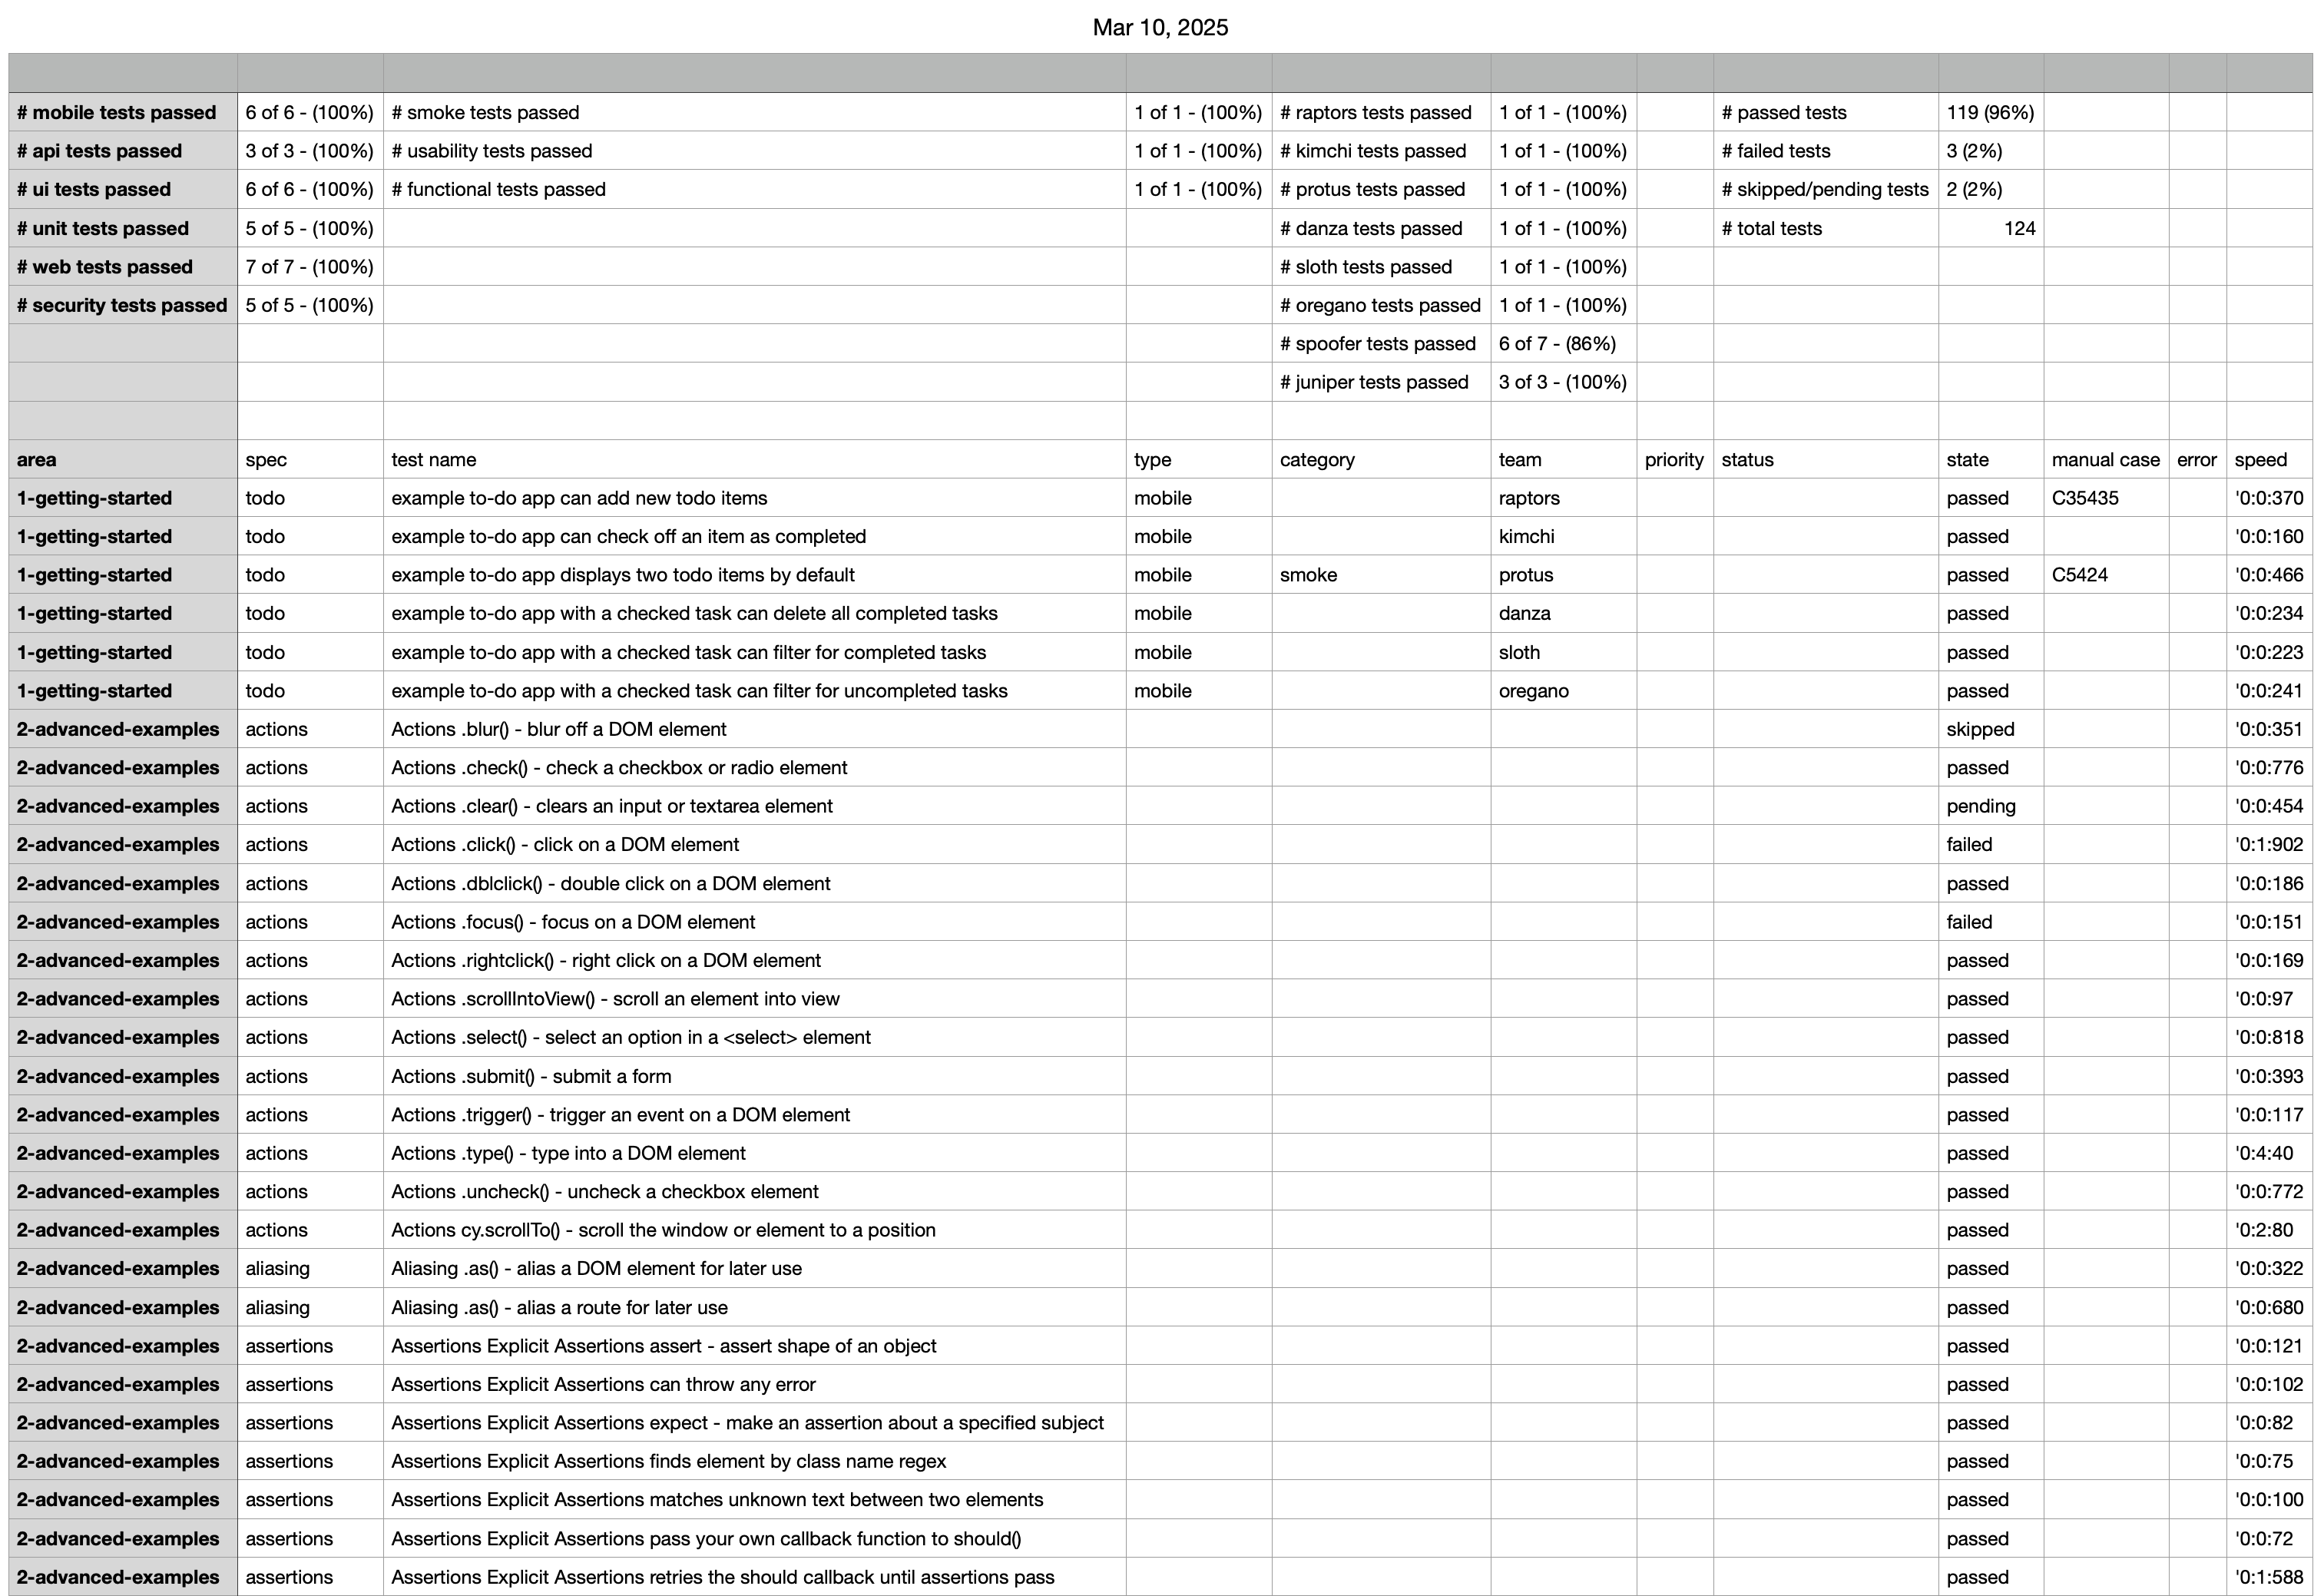 Mar 10, 2025
# mobile tests passed 6 of 6 - (100%) # smoke tests passed 1 of 1 - (100%) # raptors tests passed 1 of 1 - (100%) # passed tests 119 (96%)
# api tests passed 3 of 3 - (100%) # usability tests passed 1 of 1 - (100%) # kimchi tests passed 1 of 1 - (100%) # failed tests 3 (2%)
# ui tests passed 6 of 6 - (100%) # functional tests passed 1 of 1 - (100%) # protus tests passed 1 of 1 - (100%) # skipped/pending tests 2 (2%)
# unit tests passed 5 of 5 - (100%) # danza tests passed 1 of 1 - (100%) # total tests 124
# web tests passed 7 of 7 - (100%) # sloth tests passed 1 of 1 - (100%)
# security tests passed 5 of 5 - (100%) # oregano tests passed 1 of 1 - (100%)
# spoofer tests passed 6 of 7 - (86%)
# juniper tests passed 3 of 3 - (100%)
area spec test name type category team priority status state manual case error speed
1-getting-started todo example to-do app can add new todo items mobile raptors passed C35435 '0:0:370
1-getting-started todo example to-do app can check off an item as completed mobile kimchi passed '0:0:160
1-getting-started todo example to-do app displays two todo items by default mobile smoke protus passed C5424 '0:0:466
1-getting-started todo example to-do app with a checked task can delete all completed tasks mobile danza passed '0:0:234
1-getting-started todo example to-do app with a checked task can filter for completed tasks mobile sloth passed '0:0:223
1-getting-started todo example to-do app with a checked task can filter for uncompleted tasks mobile oregano passed '0:0:241
2-advanced-examples actions Actions .blur() - blur off a DOM element skipped '0:0:351
2-advanced-examples actions Actions .check() - check a checkbox or radio element passed '0:0:776
2-advanced-examples actions Actions .clear() - clears an input or textarea element pending '0:0:454
2-advanced-examples actions Actions .click() - click on a DOM element failed '0:1:902
2-advanced-examples actions Actions .dblclick() - double click on a DOM element passed '0:0:186
2-advanced-examples actions Actions .focus() - focus on a DOM element failed '0:0:151
2-advanced-examples actions Actions .rightclick() - right click on a DOM element passed '0:0:169
2-advanced-examples actions Actions .scrollIntoView() - scroll an element into view passed '0:0:97
2-advanced-examples actions Actions .select() - select an option in a <select> element passed '0:0:818
2-advanced-examples actions Actions .submit() - submit a form passed '0:0:393
2-advanced-examples actions Actions .trigger() - trigger an event on a DOM element passed '0:0:117
2-advanced-examples actions Actions .type() - type into a DOM element passed '0:4:40
2-advanced-examples actions Actions .uncheck() - uncheck a checkbox element passed '0:0:772
2-advanced-examples actions Actions cy.scrollTo() - scroll the window or element to a position passed '0:2:80
2-advanced-examples aliasing Aliasing .as() - alias a DOM element for later use passed '0:0:322
2-advanced-examples aliasing Aliasing .as() - alias a route for later use passed '0:0:680
2-advanced-examples assertions Assertions Explicit Assertions assert - assert shape of an object passed '0:0:121
2-advanced-examples assertions Assertions Explicit Assertions can throw any error passed '0:0:102
2-advanced-examples assertions Assertions Explicit Assertions expect - make an assertion about a specified subject passed '0:0:82
2-advanced-examples assertions Assertions Explicit Assertions finds element by class name regex passed '0:0:75
2-advanced-examples assertions Assertions Explicit Assertions matches unknown text between two elements passed '0:0:100
2-advanced-examples assertions Assertions Explicit Assertions pass your own callback function to should() passed '0:0:72
2-advanced-examples assertions Assertions Explicit Assertions retries the should callback until assertions pass passed '0:1:588